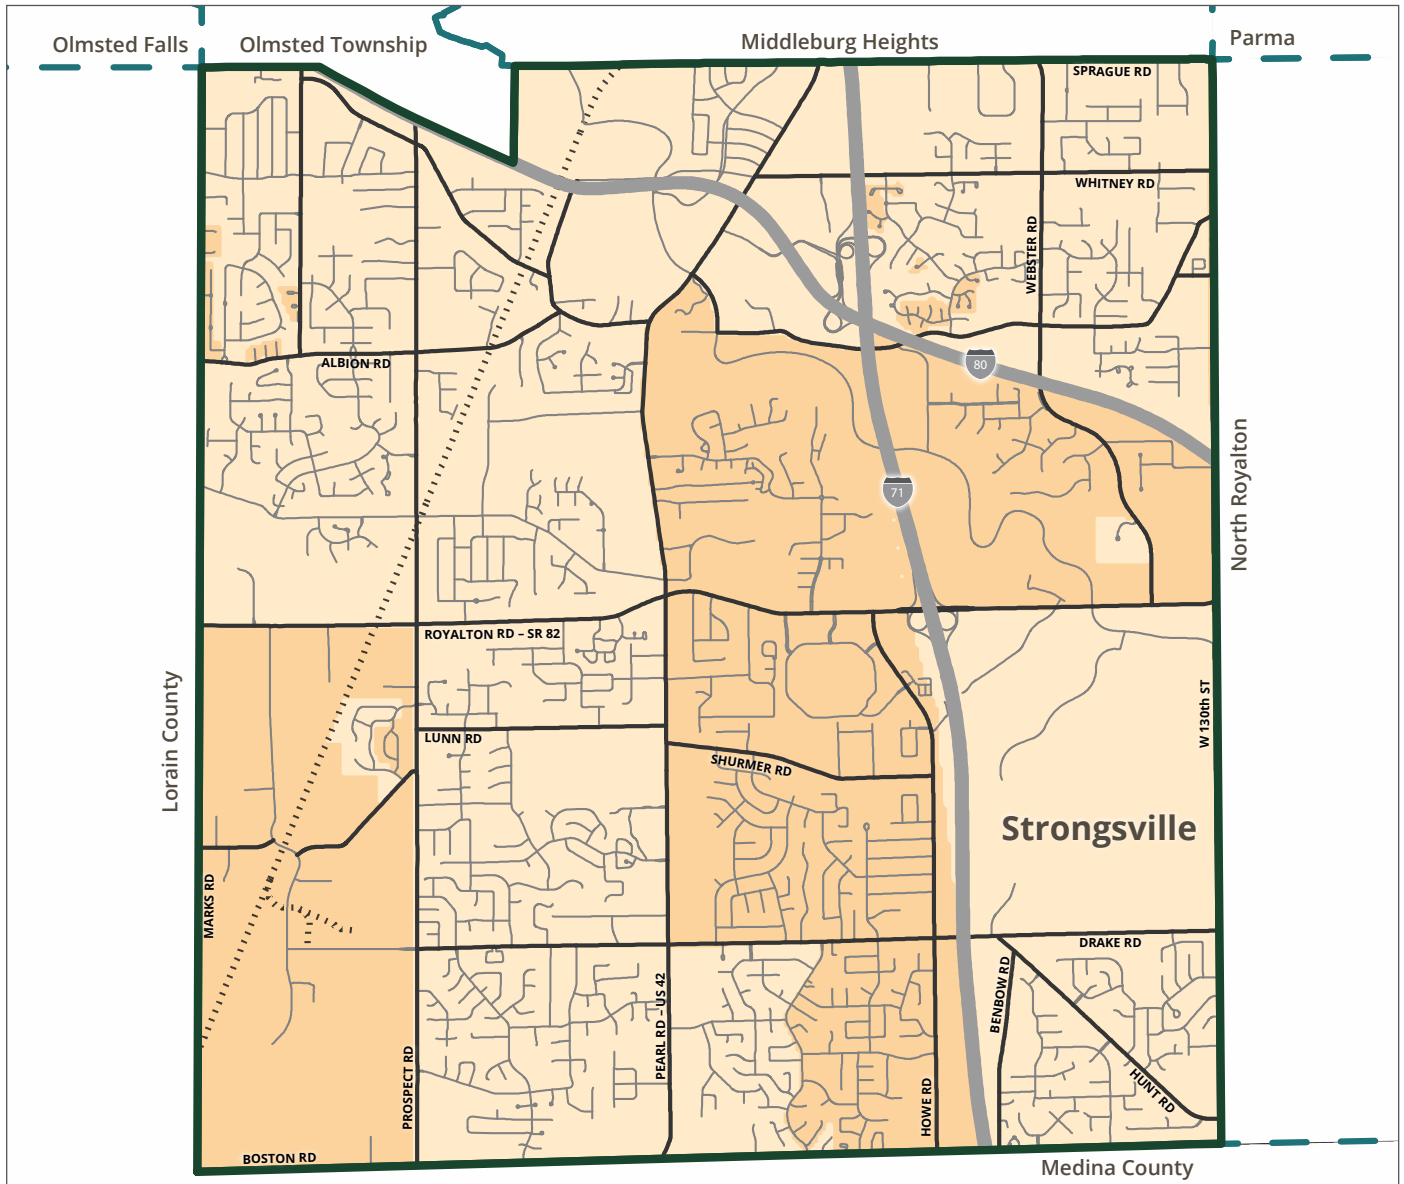 Olmsted Falls
Olmsted Township
Middleburg Heights
Parma
SPRAGUE RD
WHITNEY RD
WEBSTER RD
ALBION RD
80
North Royalton
71
ROYALTON RD – SR 82
Lorain County
W 130th ST
LUNN RD
SHURMER RD
Strongsville
MARKS RD
DRAKE RD
BENBOW RD
PEARL RD – US 42
PROSPECT RD
HOWE RD
HUNT RD
BOSTON RD
Medina County